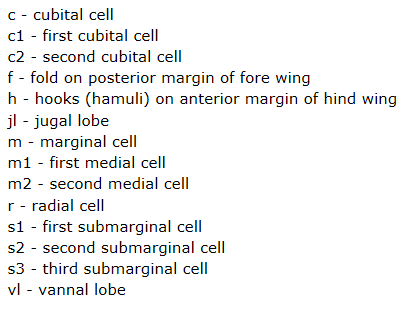 c - cubital cell
c1 - first cubital cell
c2 - second cubital cell
f - fold on posterior margin of fore wing
h - hooks (hamuli) on anterior margin of hind wing
jl - jugal lobe
m - marginal cell
m1 - first medial cell
m2 - second medial cell
r - radial cell
s1 - first submarginal cell
s2 - second submarginal cell
s3 - third submarginal cell
vl - vannal lobe